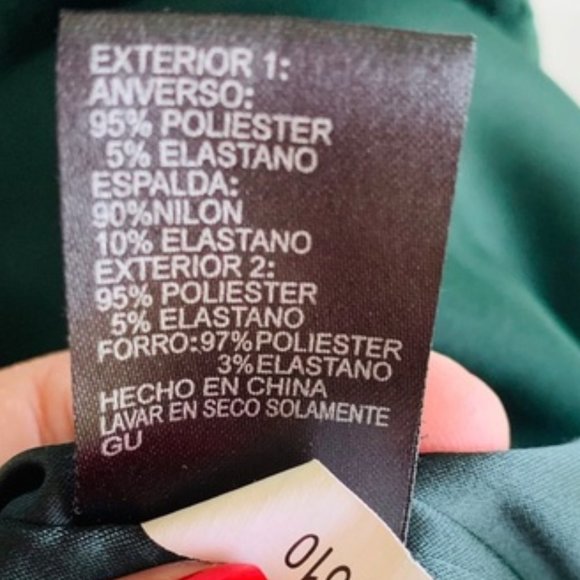 EXTERIOR 1:
ANVERSO:
95% POLIESTER
5% ELASTANO
ESPALDA:
90%NILON
10% ELASTANO
EXTERIOR 2:
95% POLIESTER
5% ELASTANO
FORRO:97%POLIESTER
3%ELASTANO
HECHO EN CHINA
LAVAR EN SECO SOLAMENTE
GU
010